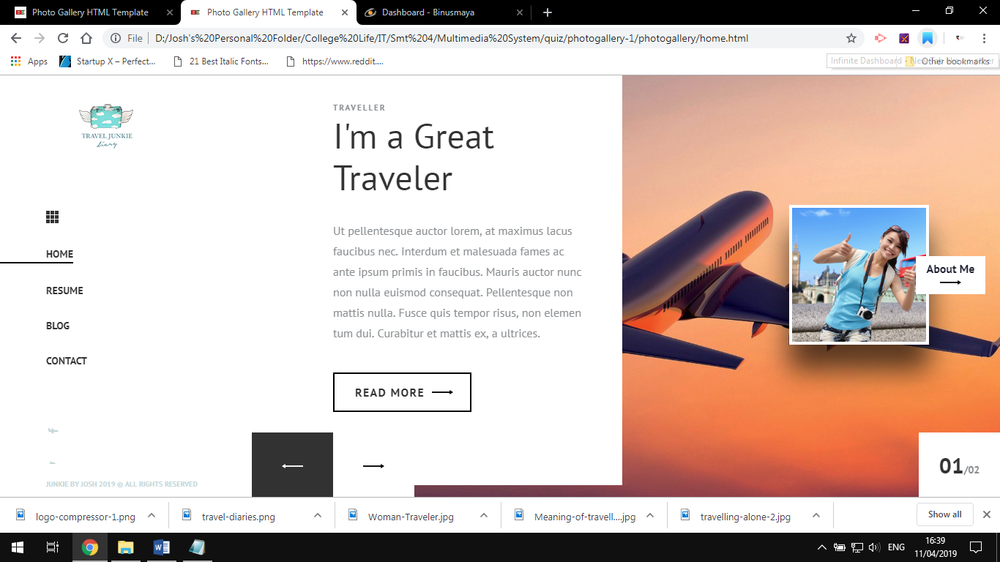 Photo Gallery HTML Template
Photo Gallery HTML Template
Dashboard - Binusmaya
File
D:/Josh's%20Personal%20Folder/College%20Life/IT/Smt%204/Multimedia%20System/quiz/photogallery-1/photogallery/home.html
Apps
Startup X – Perfect...
21 Best Italic Fonts...
https://www.reddit....
Infinite Dashboard - New
Other bookmarks
TRAVEL JUNKIE
diary
HOME
RESUME
BLOG
CONTACT
JUNKIE BY JOSH 2019 © ALL RIGHTS RESERVED
TRAVELLER
I'm a Great
Traveler
Ut pellentesque auctor lorem, at maximus lacus
faucibus nec. Interdum et malesuada fames ac
ante ipsum primis in faucibus. Mauris auctor nunc
non nulla euismod consequat. Pellentesque non
mattis nulla. Fusce quis tempor risus, non elemen
tum dui. Curabitur et mattis ex, a ultrices.
READ MORE
About Me
01/02
logo-compressor-1.png
travel-diaries.png
Woman-Traveler.jpg
Meaning-of-travell....jpg
travelling-alone-2.jpg
Show all
ENG
16:39
11/04/2019